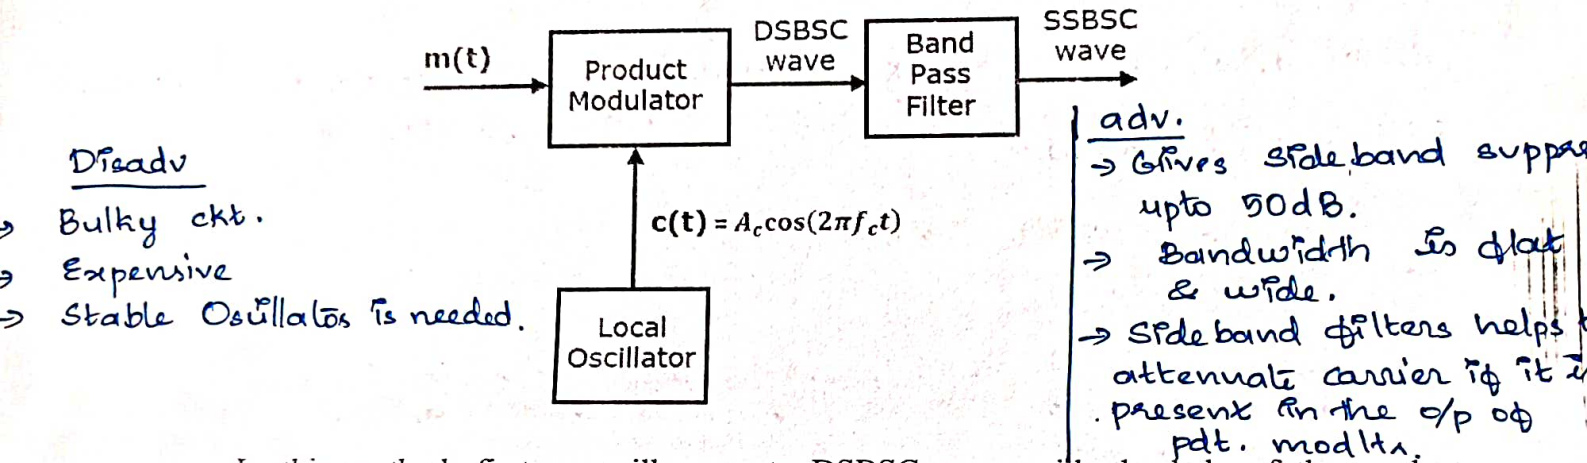 m(t)
Product
Modulator
DSBSC
wave
Band
Pass
Filter
SSBSC
wave
c(t) = A_c cos(2πf_c t)
Local
Oscillator
Disadv
→ Bulky ckt.
→ Expensive
→ Stable Oscillator is needed.
adv.
→ Gives side band
upto 50dB.
→ Bandwidth is flat
& wide.
→ Side band filters helps
attenuate carrier if it
present in the o/p of
pdt. modltr.